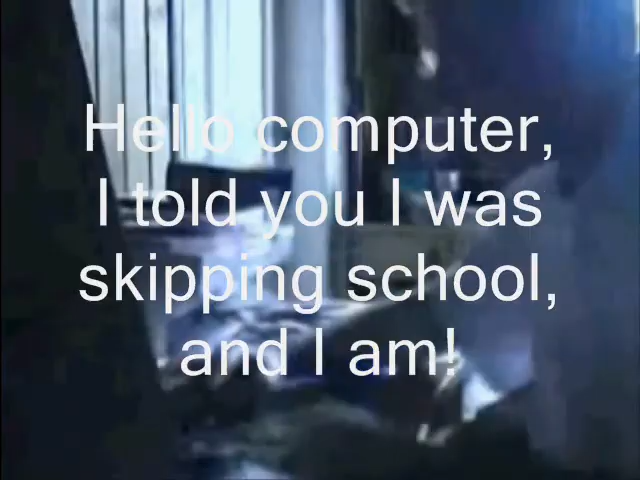 Hello computer,
I told you I was
skipping school,
and I am!